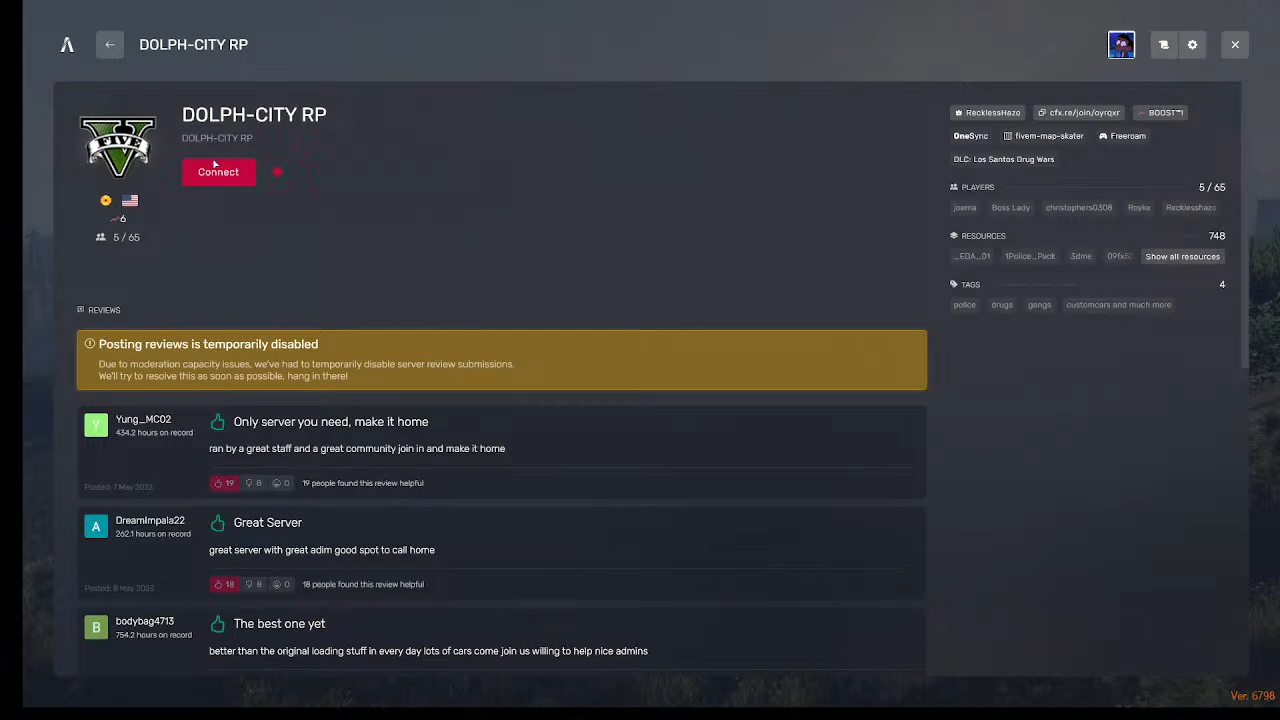 DOLPH-CITY RP
DOLPH-CITY RP
DOLPH-CITY RP
Connect
FIVE
6
5 / 65
RecklessHazo
cfx.re/join/oyrqxr
BOOST™!
OneSync
fivem-map-skater
Freeroam
DLC: Los Santos Drug Wars
PLAYERS
5 / 65
joema
Boss Lady
christophers0308
Royke
Recklesshazo
RESOURCES
748
_EDA_01
1Police_Pack
3dme
Show all resources
TAGS
4
police
drugs
gangs
customcars and much more
REVIEWS
Posting reviews is temporarily disabled
Due to moderation capacity issues, we've had to temporarily disable server review submissions.
We'll try to resolve this as soon as possible, hang in there!
Y
Yung_MC02
434.2 hours on record
Only server you need, make it home
ran by a great staff and a great community join in and make it home
Posted: 7 May 2023
19
8
0
19 people found this review helpful
A
DreamImpala22
262.1 hours on record
Great Server
great server with great adim good spot to call home
Posted: 8 May 2023
18
8
0
18 people found this review helpful
B
bodybag4713
754.2 hours on record
The best one yet
better than the original loading stuff in every day lots of cars come join us willing to help nice admins
Ver. 6798